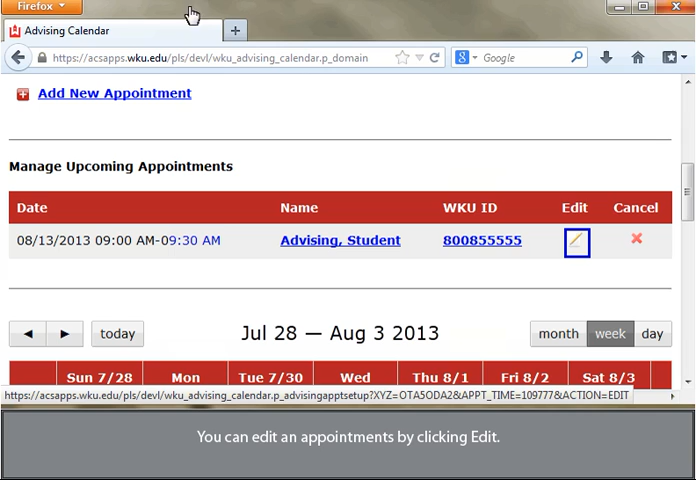 Firefox
Advising Calendar
https://acsapps.wku.edu/pls/devl/wku_advising_calendar.p_domain
Google
Add New Appointment
Manage Upcoming Appointments
Date Name WKU ID Edit Cancel
08/13/2013 09:00 AM-09:30 AM Advising, Student 800855555
today Jul 28 — Aug 3 2013 month week day
Sun 7/28 Mon Tue 7/30 Wed Thu 8/1 Fri 8/2 Sat 8/3
https://acsapps.wku.edu/pls/devl/wku_advising_calendar.p_advisingapptsetup?XYZ=OTA5ODA2&APPT_TIME=109777&ACTION=EDIT
You can edit an appointments by clicking Edit.